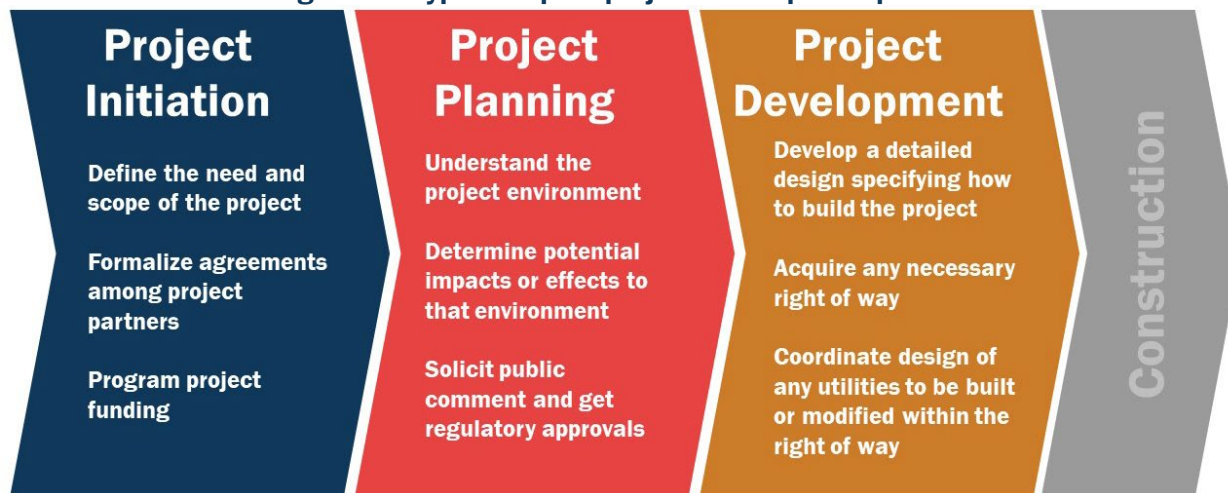 Project
Initiation
Define the need and
scope of the project
Formalize agreements
among project
partners
Program project
funding
Project
Planning
Understand the
project environment
Determine potential
impacts or effects to
that environment
Solicit public
comment and get
regulatory approvals
Project
Development
Develop a detailed
design specifying how
to build the project
Acquire any necessary
right of way
Coordinate design of
any utilities to be built
or modified within the
right of way
Construction